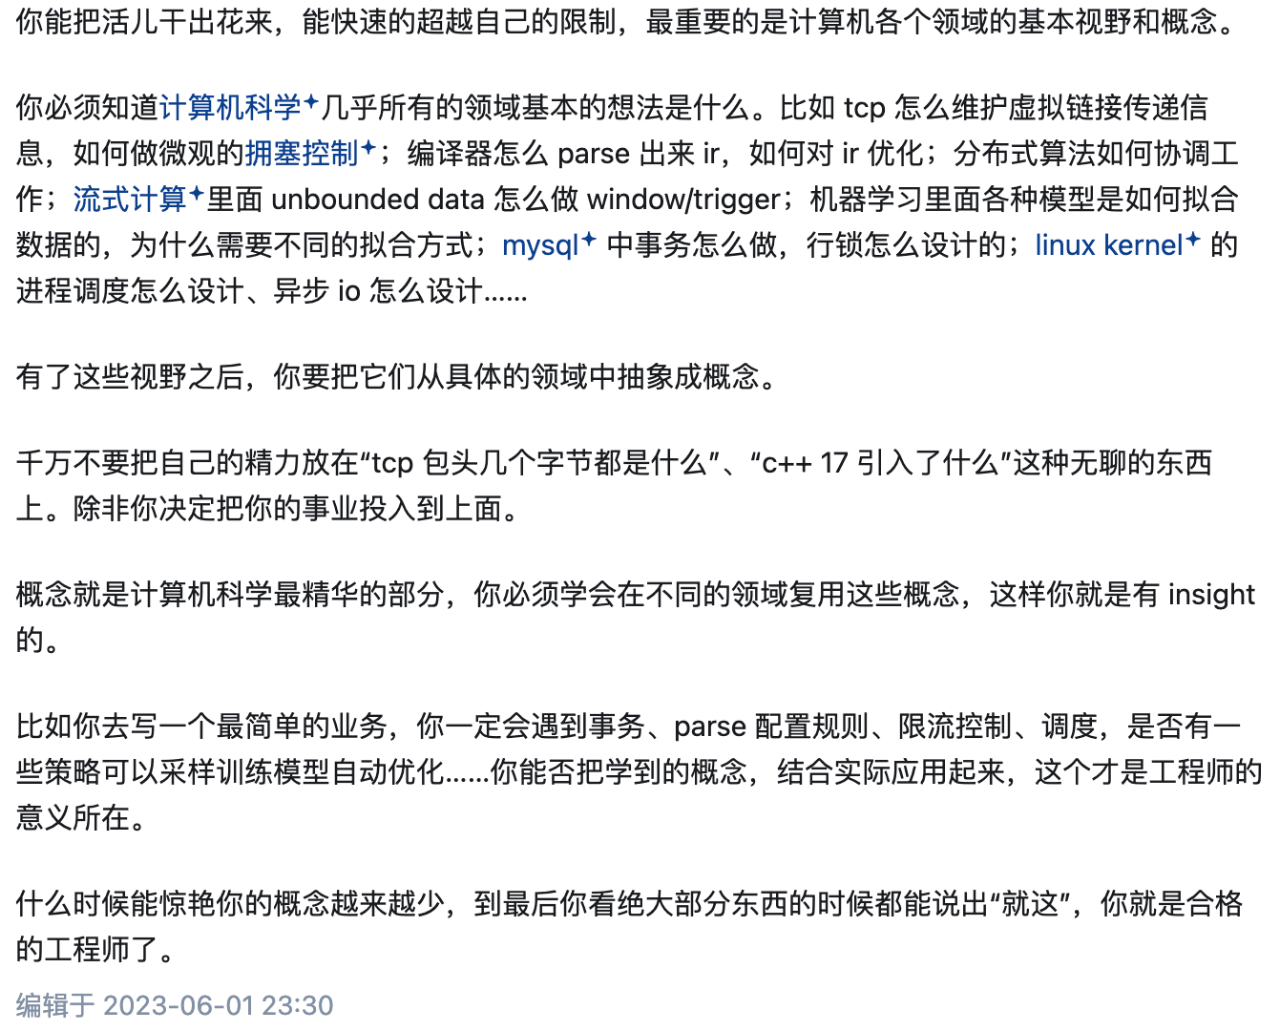 你能把活儿干出花来，能快速的超越自己的限制，最重要的是计算机各个领域的基本视野和概念。
你必须知道计算机科学几乎所有的领域基本的想法是什么。比如 tcp 怎么维护虚拟链接传递信
息，如何做微观的拥塞控制；编译器怎么 parse 出来 ir，如何对 ir 优化；分布式算法如何协调工
作；流式计算里面 unbounded data 怎么做 window/trigger；机器学习里面各种模型是如何拟合
数据的，为什么需要不同的拟合方式；mysql 中事务怎么做，行锁怎么设计的；linux kernel 的
进程调度怎么设计、异步 io 怎么设计……
有了这些视野之后，你要把它们从具体的领域中抽象成概念。
千万不要把自己的精力放在“tcp 包头几个字节都是什么”、“c++ 17 引入了什么”这种无聊的东西
上。除非你决定把你的事业投入到上面。
概念就是计算机科学最精华的部分，你必须学会在不同的领域复用这些概念，这样你就是有 insight
的。
比如你去写一个最简单的业务，你一定会遇到事务、parse 配置规则、限流控制、调度，是否有一
些策略可以采样训练模型自动优化……你能否把学到的概念，结合实际应用起来，这个才是工程师的
意义所在。
什么时候能惊艳你的概念越来越少，到最后你看绝大部分东西的时候都能说出“就这”，你就是合格
的工程师了。
编辑于 2023-06-01 23:30